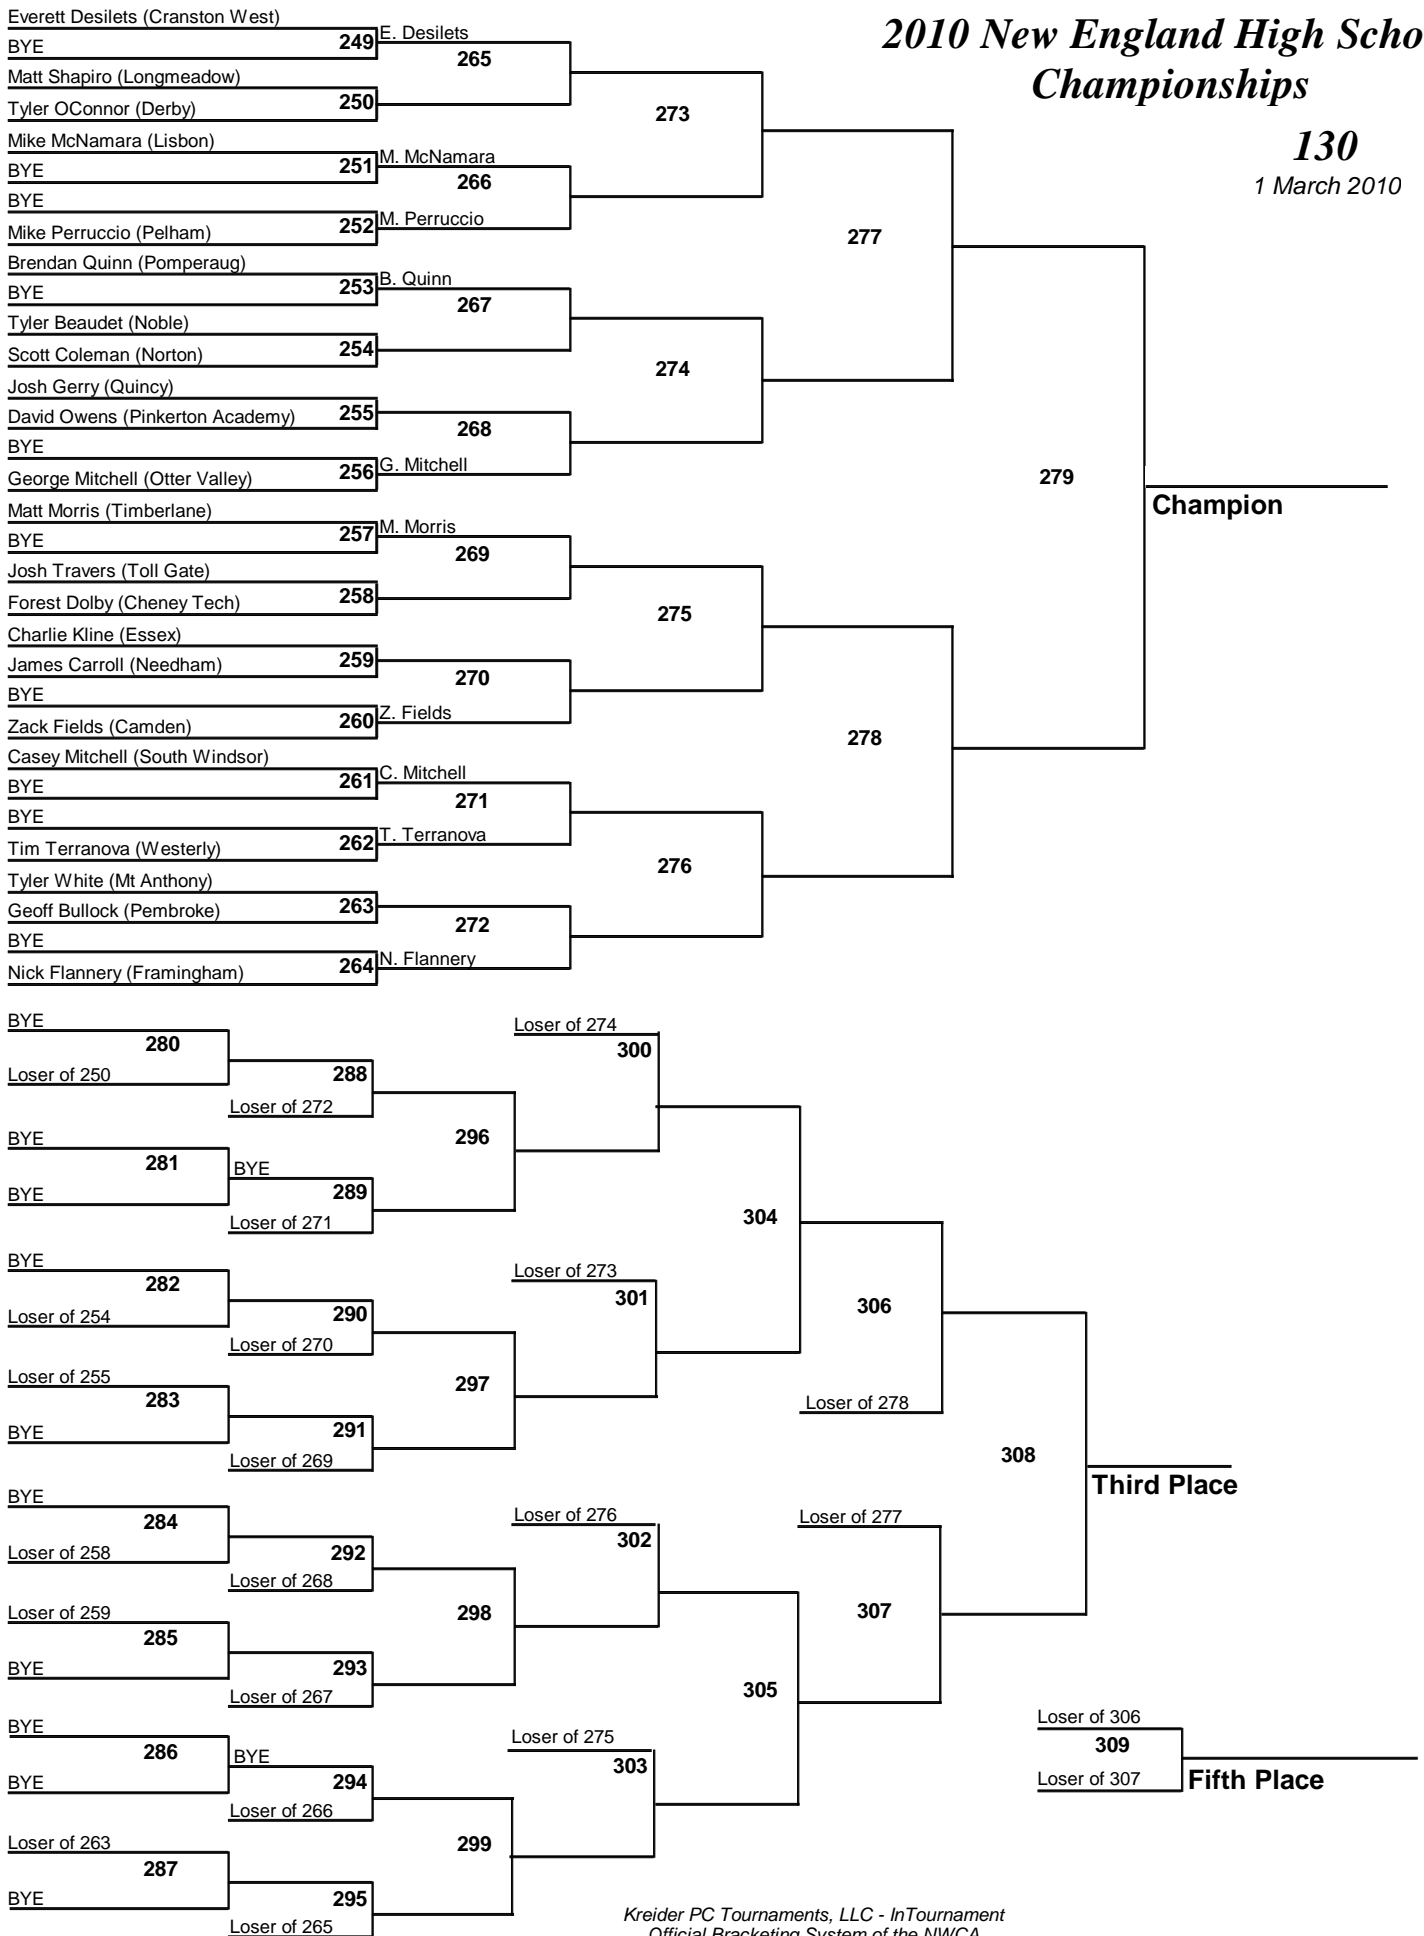 2010 New England High Scho
Championships
130
1 March 2010
Everett Desilets (Cranston West)
BYE
249
E. Desilets
265
Matt Shapiro (Longmeadow)
Tyler OConnor (Derby)
250
273
Mike McNamara (Lisbon)
BYE
251
M. McNamara
266
BYE
Mike Perruccio (Pelham)
252
M. Perruccio
277
Brendan Quinn (Pomperaug)
BYE
253
B. Quinn
267
Tyler Beaudet (Noble)
Scott Coleman (Norton)
254
274
Josh Gerry (Quincy)
David Owens (Pinkerton Academy)
255
268
BYE
George Mitchell (Otter Valley)
256
G. Mitchell
279
Champion
Matt Morris (Timberlane)
BYE
257
M. Morris
269
Josh Travers (Toll Gate)
Forest Dolby (Cheney Tech)
258
275
Charlie Kline (Essex)
James Carroll (Needham)
259
270
BYE
Zack Fields (Camden)
260
Z. Fields
278
Casey Mitchell (South Windsor)
BYE
261
C. Mitchell
271
BYE
Tim Terranova (Westerly)
262
T. Terranova
276
Tyler White (Mt Anthony)
Geoff Bullock (Pembroke)
263
272
BYE
Nick Flannery (Framingham)
264
N. Flannery
BYE
280
Loser of 250
288
Loser of 272
Loser of 274
300
296
BYE
281
BYE
BYE
289
Loser of 271
304
BYE
282
Loser of 254
290
Loser of 270
Loser of 273
301
306
297
Loser of 255
283
BYE
291
Loser of 269
Loser of 278
308
Third Place
BYE
284
Loser of 258
292
Loser of 268
Loser of 276
302
Loser of 277
307
298
Loser of 259
285
BYE
293
Loser of 267
305
BYE
286
BYE
BYE
294
Loser of 266
Loser of 275
303
Loser of 306
309
Loser of 307
Fifth Place
299
Loser of 263
287
BYE
295
Loser of 265
Kreider PC Tournaments, LLC - InTournament
Official Bracketing System of the NWCA